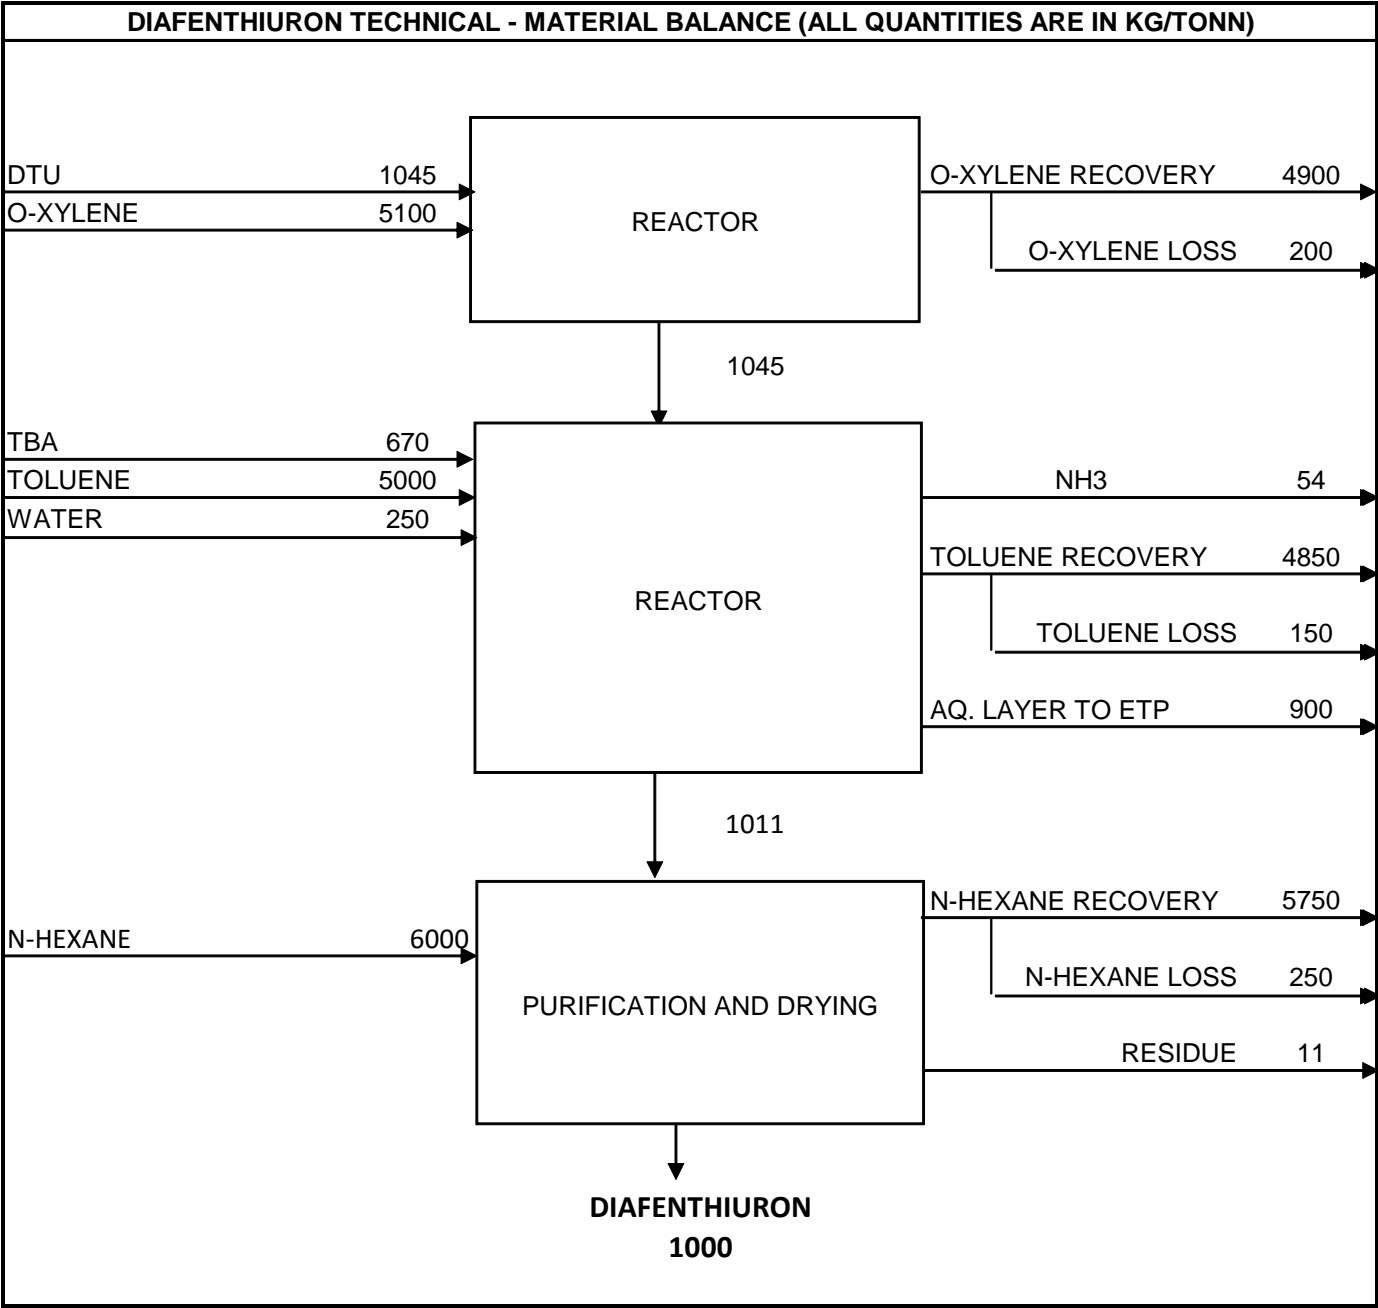 DIAFENTHIURON TECHNICAL - MATERIAL BALANCE (ALL QUANTITIES ARE IN KG/TONN)
DTU 1045
O-XYLENE 5100
REACTOR
O-XYLENE RECOVERY 4900
O-XYLENE LOSS 200
1045
TBA 670
TOLUENE 5000
WATER 250
REACTOR
NH3 54
TOLUENE RECOVERY 4850
TOLUENE LOSS 150
AQ. LAYER TO ETP 900
1011
N-HEXANE 6000
PURIFICATION AND DRYING
N-HEXANE RECOVERY 5750
N-HEXANE LOSS 250
RESIDUE 11
DIAFENTHIURON
1000